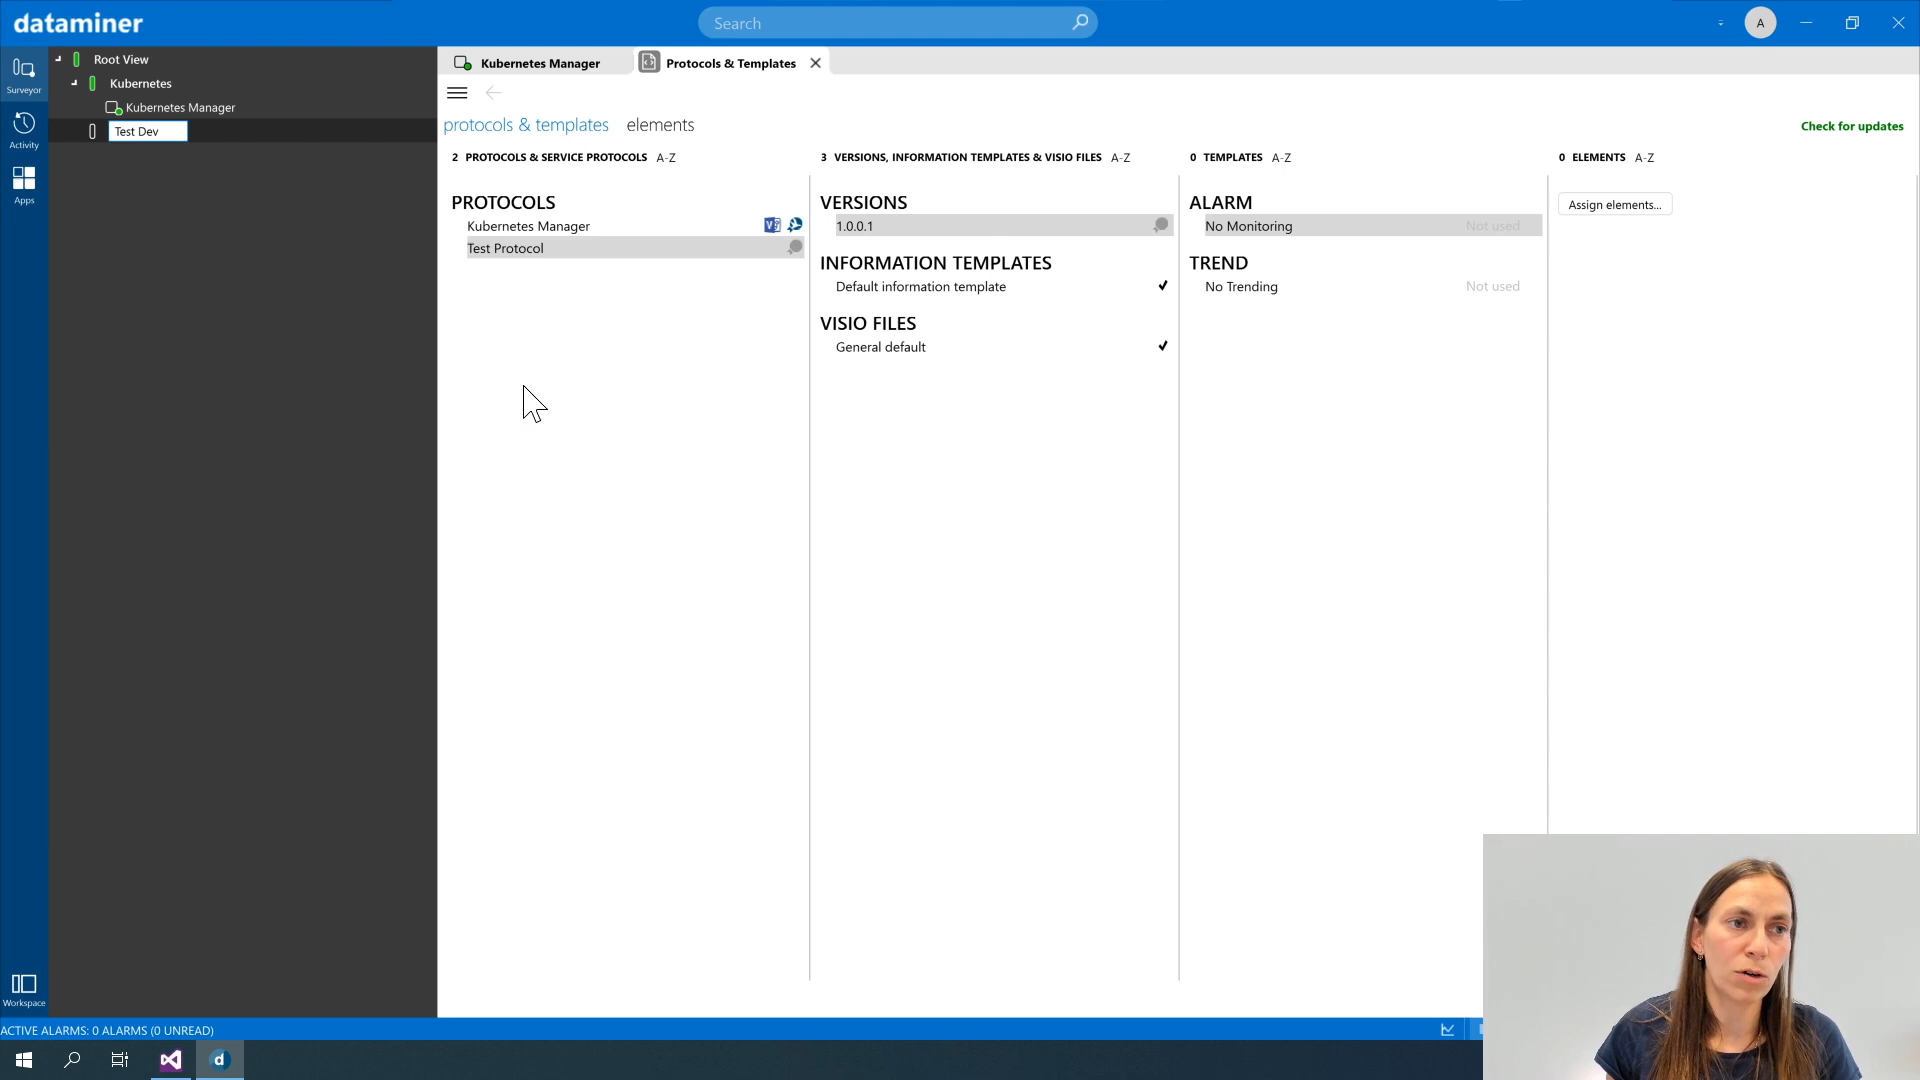 dataminer
Search
A
Surveyor
Activity
Apps
Workspace
Root View
Kubernetes
Kubernetes Manager
Test Dev
Kubernetes Manager
Protocols & Templates
protocols & templates elements
Check for updates
2 PROTOCOLS & SERVICE PROTOCOLS A-Z
PROTOCOLS
Kubernetes Manager
Test Protocol
3 VERSIONS, INFORMATION TEMPLATES & VISIO FILES A-Z
VERSIONS
1.0.0.1
INFORMATION TEMPLATES
Default information template
VISIO FILES
General default
0 TEMPLATES A-Z
ALARM
No Monitoring Not used
TREND
No Trending Not used
0 ELEMENTS A-Z
Assign elements...
ACTIVE ALARMS: 0 ALARMS (0 UNREAD)
d